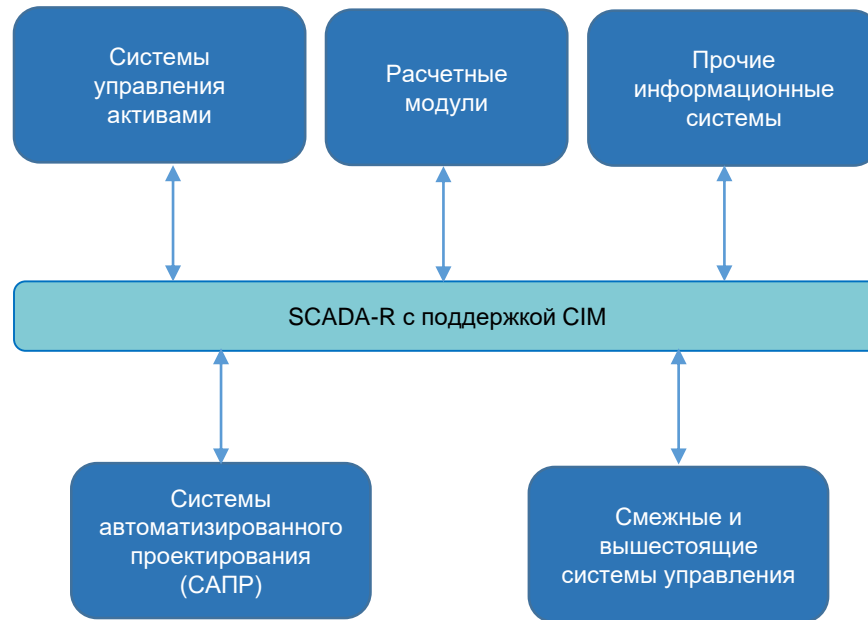 Системы
управления
активами
Расчетные
модули
Прочие
информационные
системы
SCADA-R с поддержкой CIM
Системы
автоматизированного
проектирования
(САПР)
Смежные и
вышестоящие
системы управления